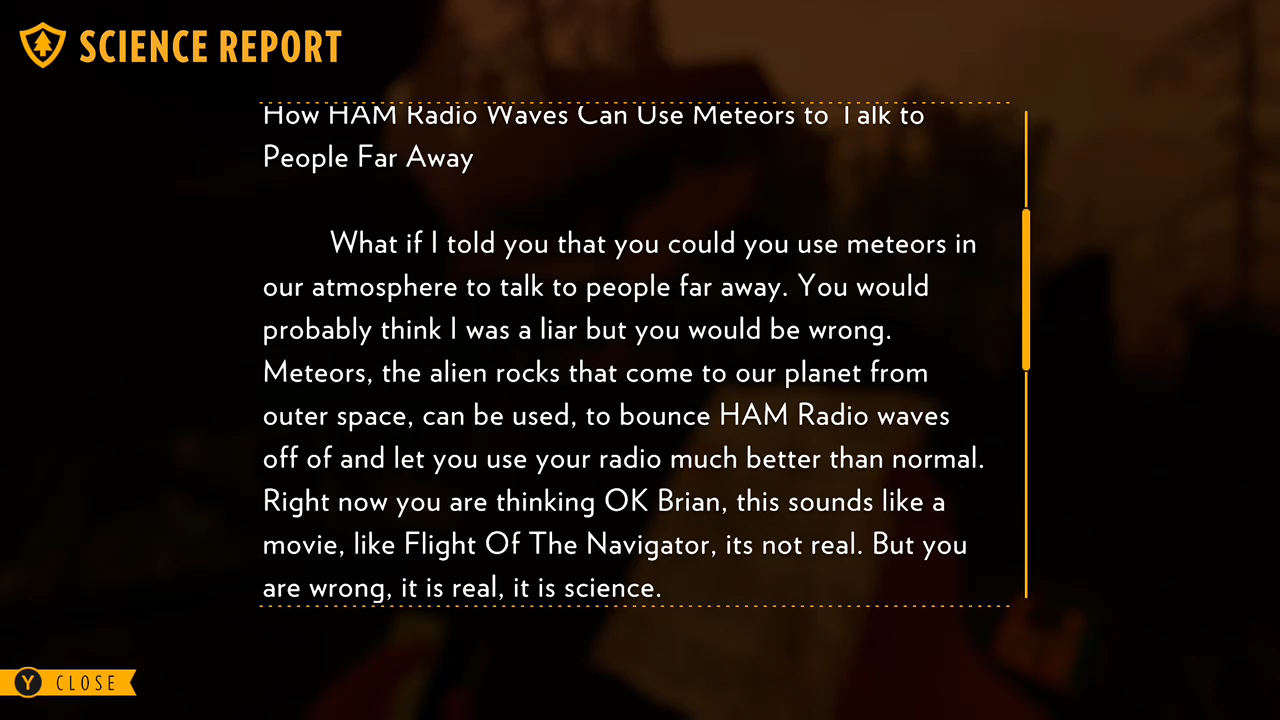 SCIENCE REPORT
How HAM Radio Waves Can Use Meteors to Talk to
People Far Away
What if I told you that you could you use meteors in
our atmosphere to talk to people far away. You would
probably think I was a liar but you would be wrong.
Meteors, the alien rocks that come to our planet from
outer space, can be used, to bounce HAM Radio waves
off of and let you use your radio much better than normal.
Right now you are thinking OK Brian, this sounds like a
movie, like Flight Of The Navigator, its not real. But you
are wrong, it is real, it is science.
Y CLOSE